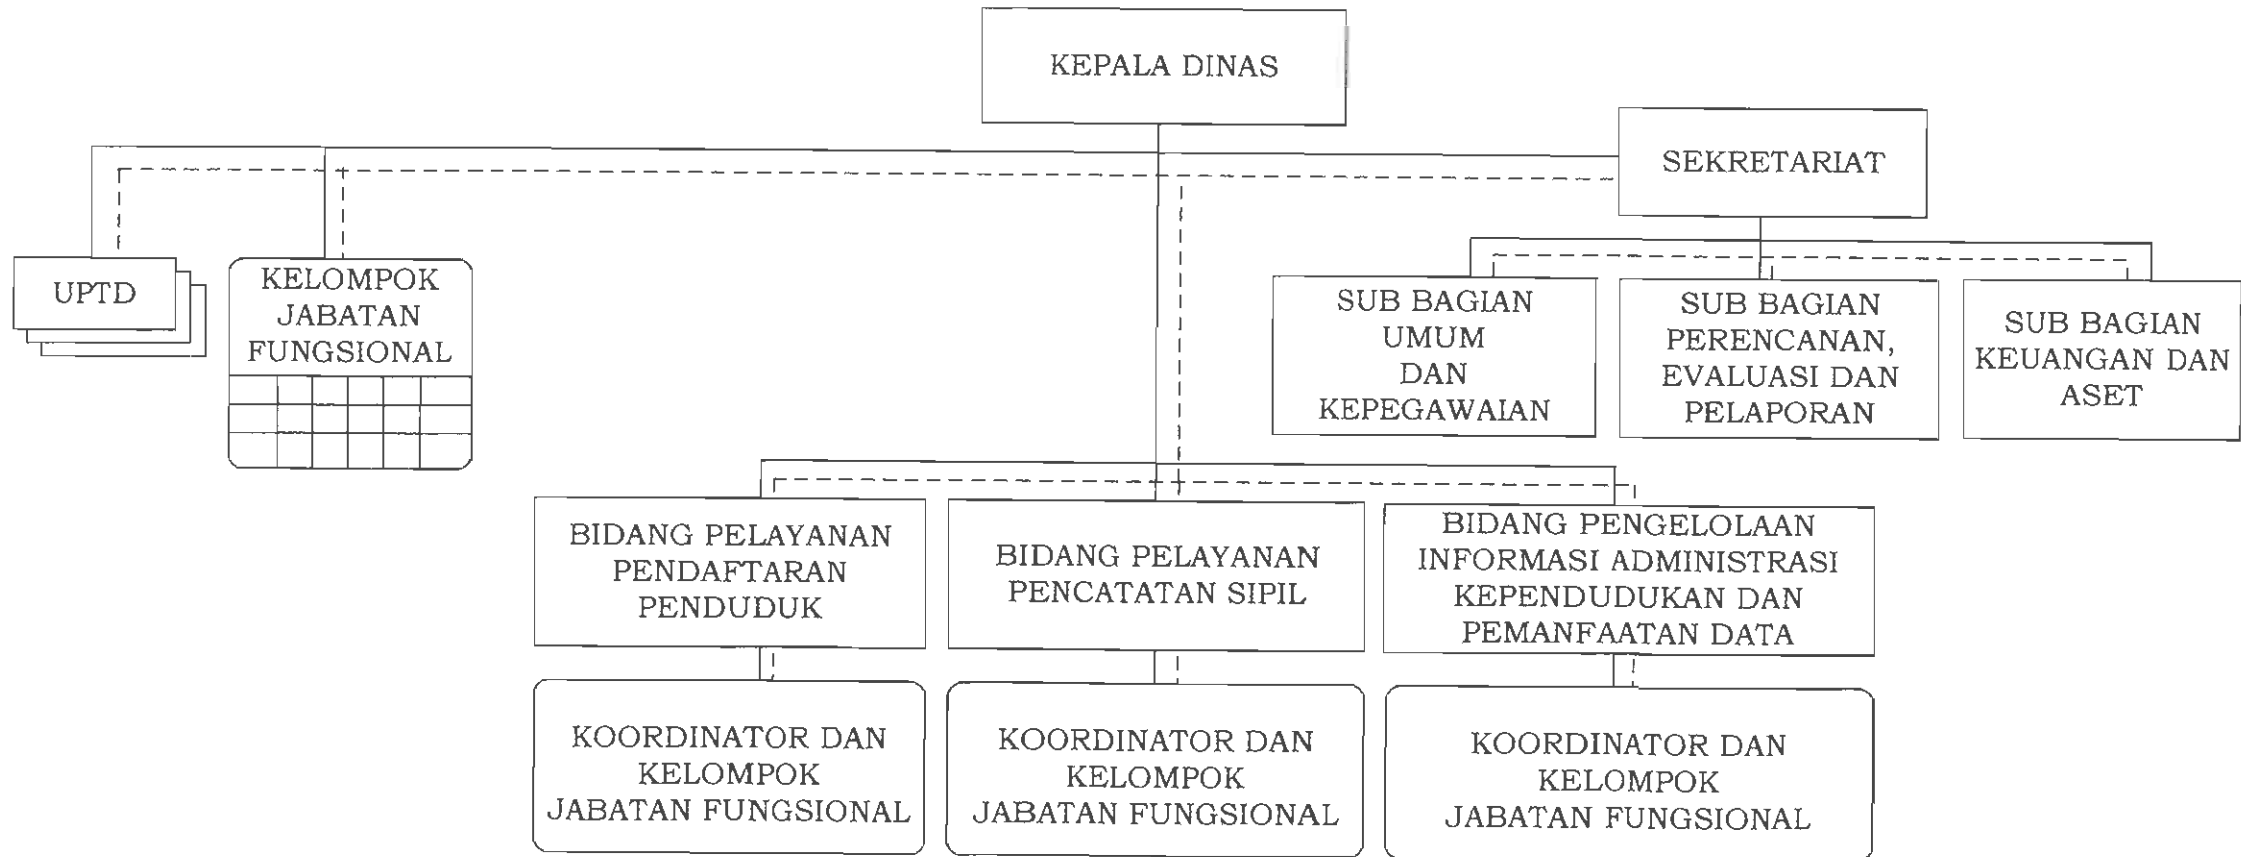 KEPALA DINAS
SEKRETARIAT
UPTD
KELOMPOK
JABATAN
FUNGSIONAL
SUB BAGIAN
UMUM
DAN
KEPEGAWAIAN
SUB BAGIAN
PERENCANAN,
EVALUASI DAN
PELAPORAN
SUB BAGIAN
KEUANGAN DAN
ASET
BIDANG PELAYANAN
PENDAFTARAN
PENDUDUK
BIDANG PELAYANAN
PENCATATAN SIPIL
BIDANG PENGELOLAAN
INFORMASI ADMINISTRASI
KEPENDUDUKAN DAN
PEMANFAATAN DATA
KOORDINATOR DAN
KELOMPOK
JABATAN FUNGSIONAL
KOORDINATOR DAN
KELOMPOK
JABATAN FUNGSIONAL
KOORDINATOR DAN
KELOMPOK
JABATAN FUNGSIONAL